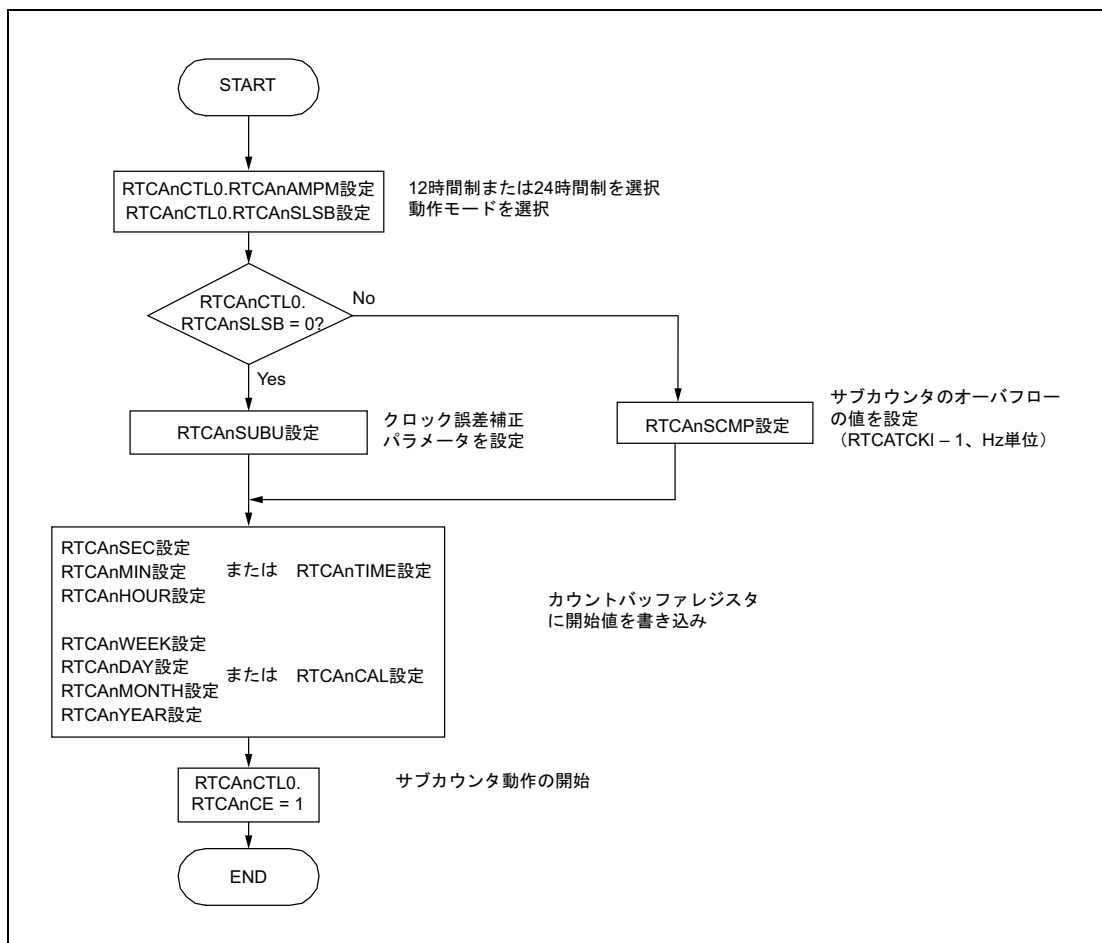 START
RTCAnCTL0.RTCAnAMPM設定
RTCAnCTL0.RTCAnSLSB設定
12時間制または24時間制を選択
動作モードを選択
RTCAnCTL0.
RTCAnSLSB = 0?
No
Yes
RTCAnSUBU設定
クロック誤差補正
パラメータを設定
RTCAnSCMP設定
サブカウンタのオーバフロー
の値を設定
（RTCATCKI – 1、Hz単位）
RTCAnSEC設定
RTCAnMIN設定
RTCAnHOUR設定
または
RTCAnTIME設定
RTCAnWEEK設定
RTCAnDAY設定
RTCAnMONTH設定
RTCAnYEAR設定
または
RTCAnCAL設定
カウントバッファレジスタ
に開始値を書き込み
RTCAnCTL0.
RTCAnCE = 1
サブカウンタ動作の開始
END